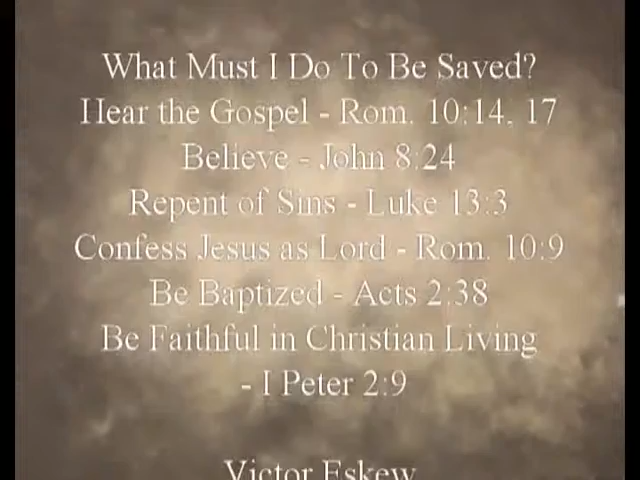 What Must I Do To Be Saved?
Hear the Gospel - Rom. 10:14, 17
Believe - John 8:24
Repent of Sins - Luke 13:3
Confess Jesus as Lord - Rom. 10:9
Be Baptized - Acts 2:38
Be Faithful in Christian Living
- I Peter 2:9
Victor Eskew